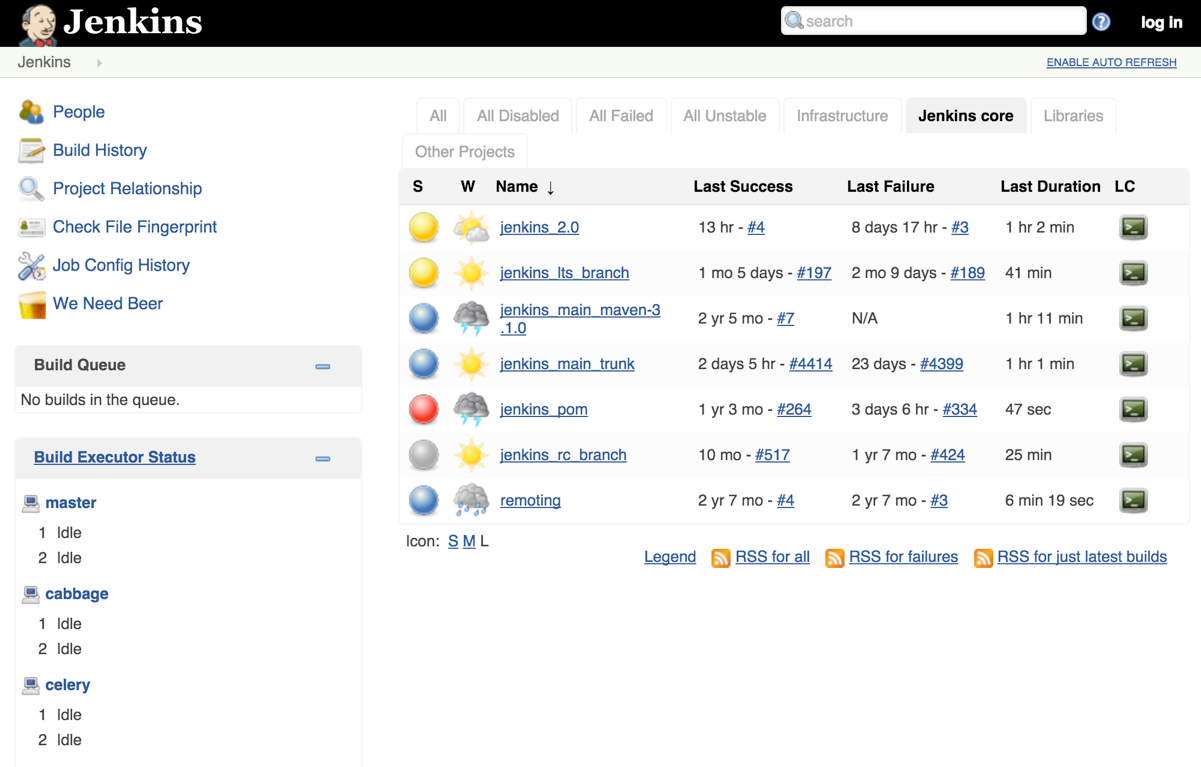 Jenkins
search
log in
Jenkins
ENABLE AUTO REFRESH
People
Build History
Project Relationship
Check File Fingerprint
Job Config History
We Need Beer
Build Queue
No builds in the queue.
Build Executor Status
master
1 Idle
2 Idle
cabbage
1 Idle
2 Idle
celery
1 Idle
2 Idle
All All Disabled All Failed All Unstable Infrastructure Jenkins core Libraries
Other Projects
S W Name ↓ Last Success Last Failure Last Duration LC
jenkins_2.0 13 hr - #4 8 days 17 hr - #3 1 hr 2 min
jenkins_lts_branch 1 mo 5 days - #197 2 mo 9 days - #189 41 min
jenkins_main_maven-3
.1.0 2 yr 5 mo - #7 N/A 1 hr 11 min
jenkins_main_trunk 2 days 5 hr - #4414 23 days - #4399 1 hr 1 min
jenkins_pom 1 yr 3 mo - #264 3 days 6 hr - #334 47 sec
jenkins_rc_branch 10 mo - #517 1 yr 7 mo - #424 25 min
remoting 2 yr 7 mo - #4 2 yr 7 mo - #3 6 min 19 sec
Icon: S M L
Legend RSS for all RSS for failures RSS for just latest builds